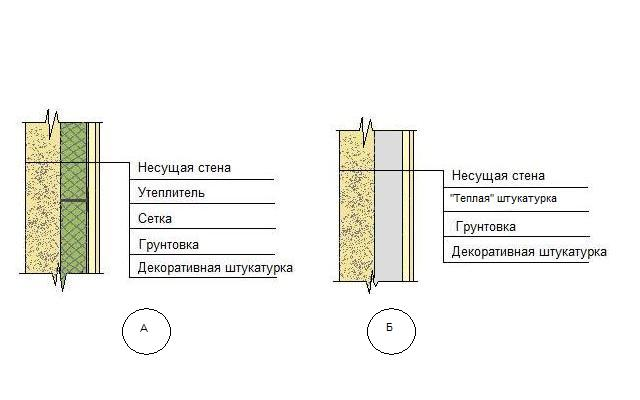 Несущая стена
Утеплитель
Сетка
Грунтовка
Декоративная штукатурка
А
Несущая стена
"Теплая" штукатурка
Грунтовка
Декоративная штукатурка
Б